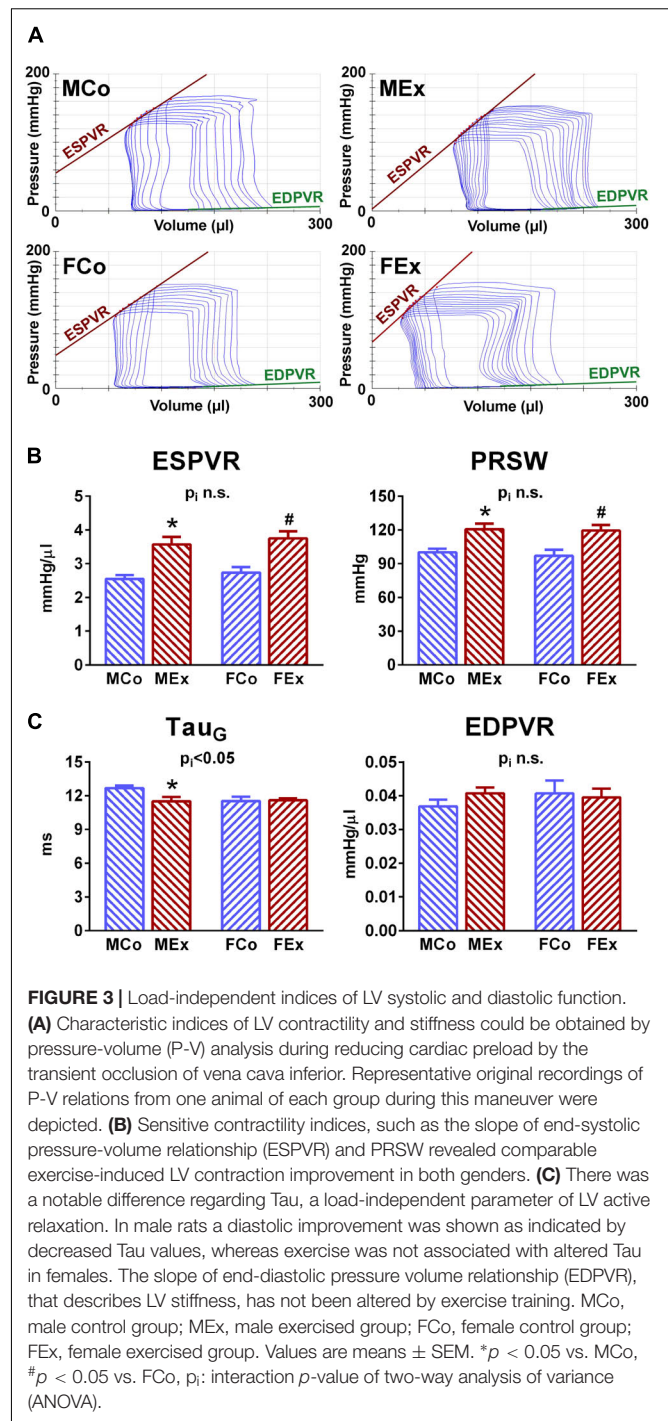 A
200
MCo
ESPVR
EDPVR
Pressure (mmHg)
0
0
Volume (µl)
300
200
MEx
ESPVR
EDPVR
Pressure (mmHg)
0
0
Volume (µl)
300
200
FCo
ESPVR
EDPVR
Pressure (mmHg)
0
0
Volume (µl)
300
200
FEx
ESPVR
EDPVR
Pressure (mmHg)
0
0
Volume (µl)
300
B
ESPVR
pi n.s.
5
4
3
2
1
0
mmHg/µl
*
#
MCo MEx FCo FEx
PRSW
pi n.s.
150
120
90
60
30
0
mmHg
*
#
MCo MEx FCo FEx
C
TauG
pi<0.05
15
12
9
6
3
0
ms
*
MCo MEx FCo FEx
EDPVR
pi n.s.
0.05
0.04
0.03
0.02
0.01
0.00
mmHg/µl
MCo MEx FCo FEx
FIGURE 3 | Load-independent indices of LV systolic and diastolic function.
(A) Characteristic indices of LV contractility and stiffness could be obtained by
pressure-volume (P-V) analysis during reducing cardiac preload by the
transient occlusion of vena cava inferior. Representative original recordings of
P-V relations from one animal of each group during this maneuver were
depicted. (B) Sensitive contractility indices, such as the slope of end-systolic
pressure-volume relationship (ESPVR) and PRSW revealed comparable
exercise-induced LV contraction improvement in both genders. (C) There was
a notable difference regarding Tau, a load-independent parameter of LV active
relaxation. In male rats a diastolic improvement was shown as indicated by
decreased Tau values, whereas exercise was not associated with altered Tau
in females. The slope of end-diastolic pressure volume relationship (EDPVR),
that describes LV stiffness, has not been altered by exercise training. MCo,
male control group; MEx, male exercised group; FCo, female control group;
FEx, female exercised group. Values are means ± SEM. *p < 0.05 vs. MCo,
#p < 0.05 vs. FCo, pi: interaction p-value of two-way analysis of variance
(ANOVA).